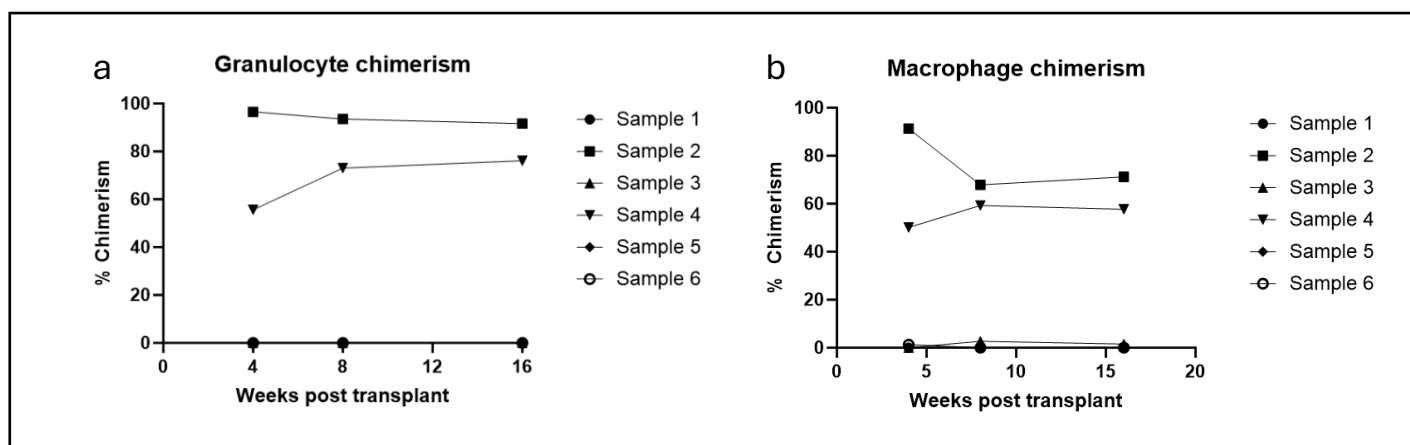 a
Granulocyte chimerism
% Chimerism
100
80
60
40
20
0
0 4 8 12 16
Weeks post transplant
Sample 1
Sample 2
Sample 3
Sample 4
Sample 5
Sample 6
b
Macrophage chimerism
% Chimerism
100
80
60
40
20
0
0 5 10 15 20
Weeks post transplant
Sample 1
Sample 2
Sample 3
Sample 4
Sample 5
Sample 6